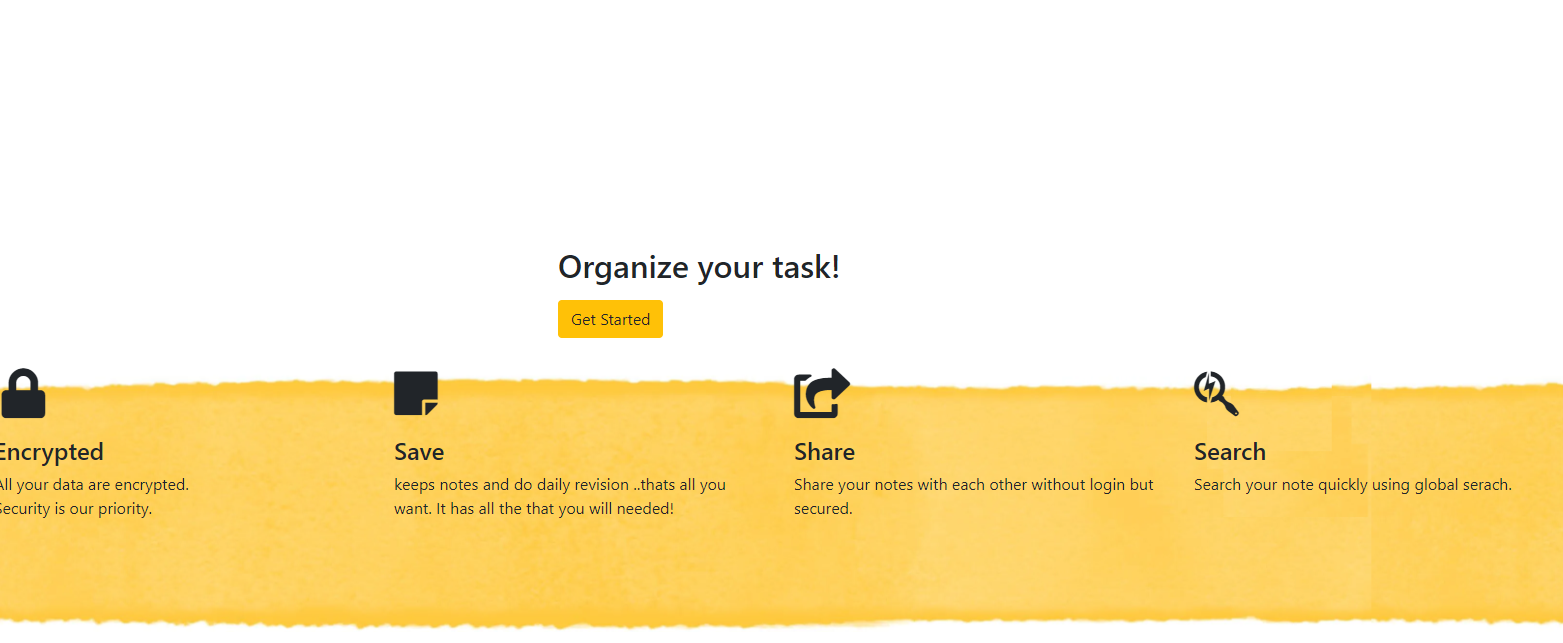 Organize your task!
Get Started
Encrypted
All your data are encrypted.
Security is our priority.
Save
keeps notes and do daily revision ..thats all you
want. It has all the that you will needed!
Share
Share your notes with each other without login but
secured.
Search
Search your note quickly using global serach.